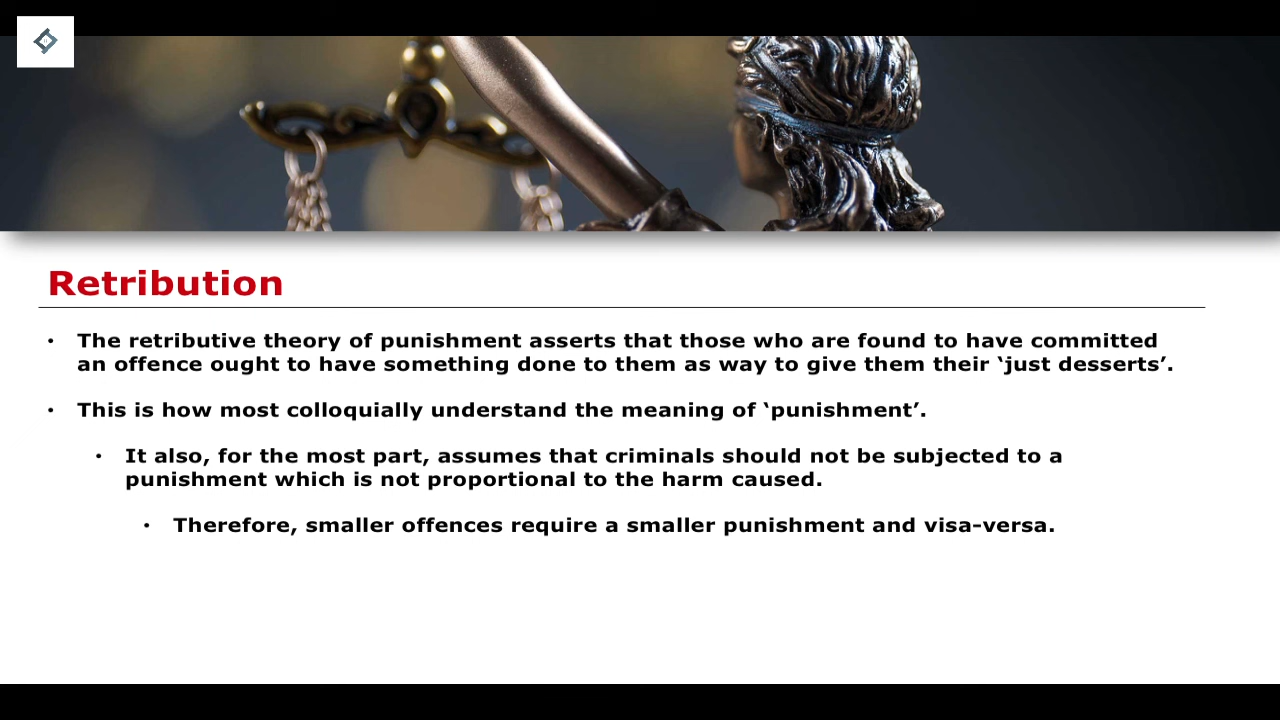 Retribution
• The retributive theory of punishment asserts that those who are found to have committed
an offence ought to have something done to them as way to give them their ‘just desserts’.
• This is how most colloquially understand the meaning of ‘punishment’.
• It also, for the most part, assumes that criminals should not be subjected to a
punishment which is not proportional to the harm caused.
• Therefore, smaller offences require a smaller punishment and visa-versa.